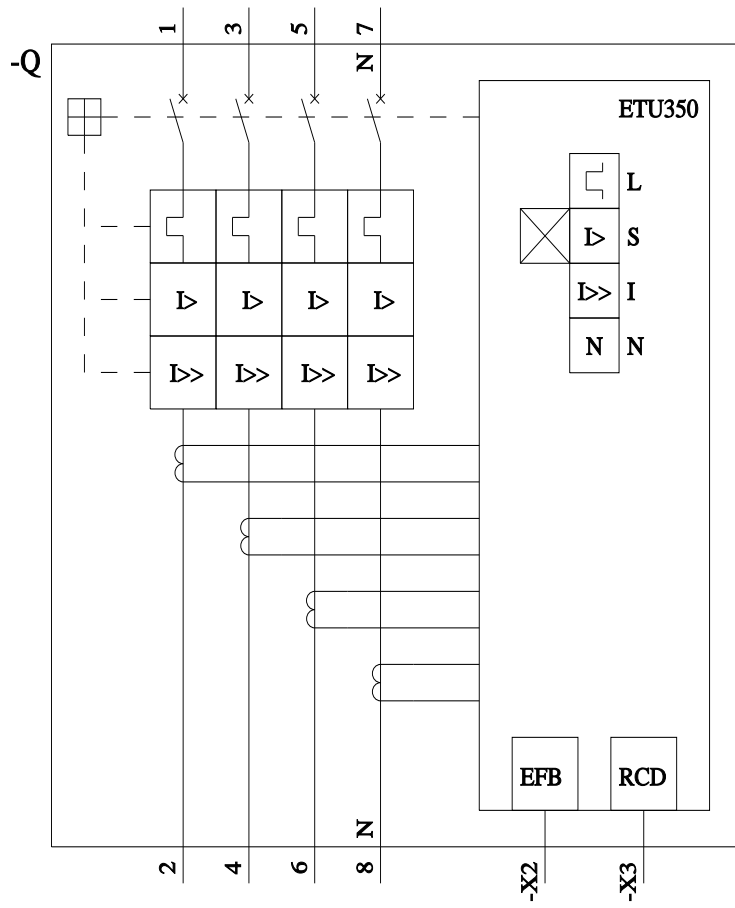 1 3 5 7
-Q N
ETU350
L
I> I> I> I> I> S
I>> I
N N
I>> I>> I>> I>>
EFB RCD
N
2 4 6 8 -X2 -X3